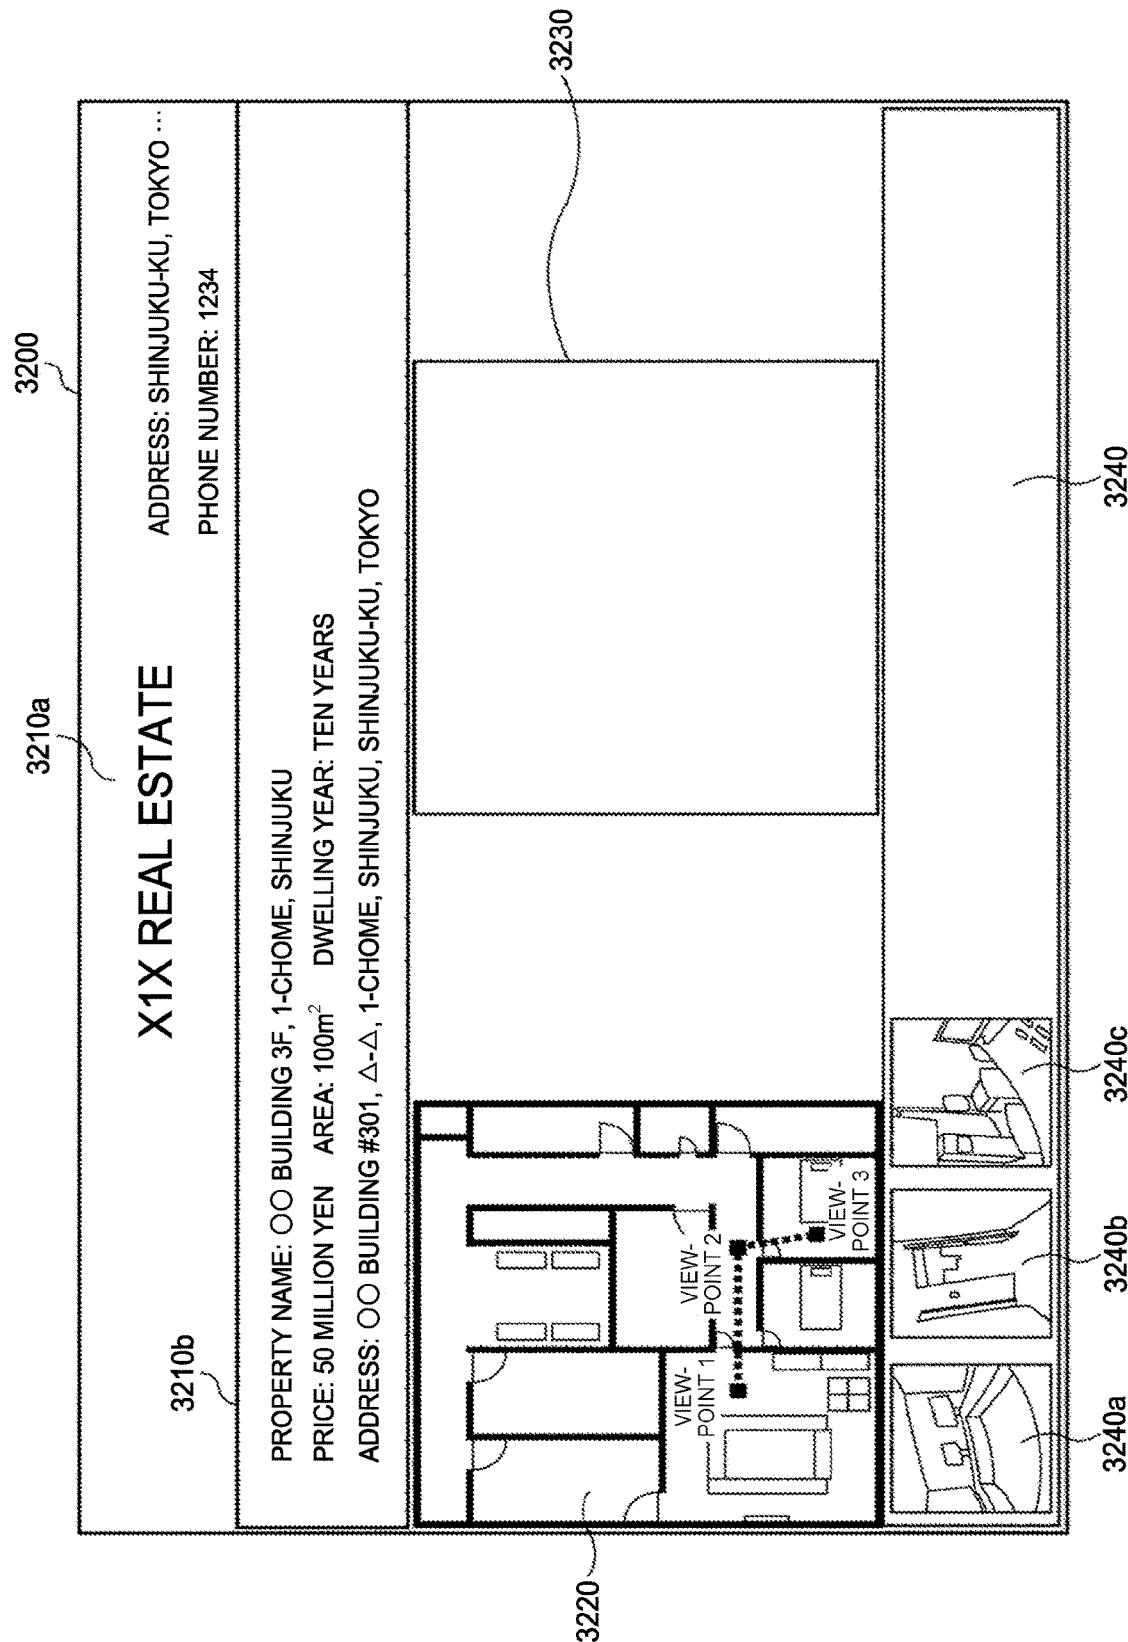 3200
3210a
X1X REAL ESTATE
ADDRESS: SHINJUKU-KU, TOKYO ...
PHONE NUMBER: 1234
3210b
PROPERTY NAME: ○○ BUILDING 3F, 1-CHOME, SHINJUKU
PRICE: 50 MILLION YEN AREA: 100m² DWELLING YEAR: TEN YEARS
ADDRESS: ○○ BUILDING #301, △-△, 1-CHOME, SHINJUKU, SHINJUKU-KU, TOKYO
3230
3220
VIEW-
POINT 1
VIEW-
POINT 2
VIEW-
POINT 3
3240a
3240b
3240c
3240